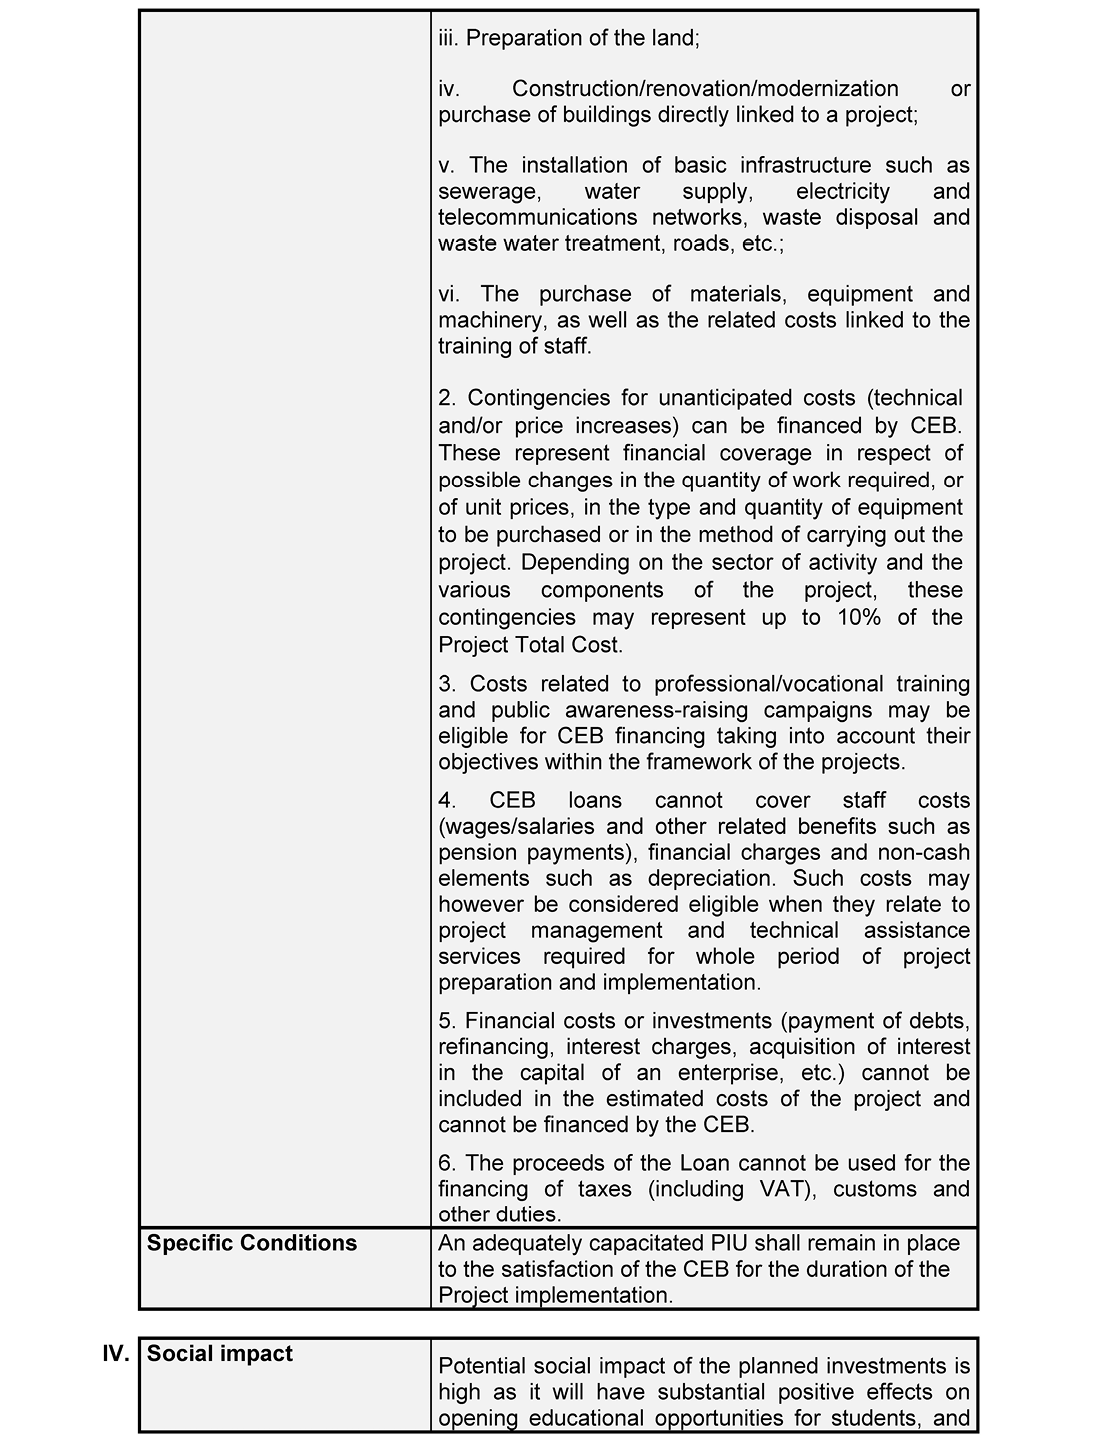 iii. Preparation of the land;
iv. Construction/renovation/modernization or
purchase of buildings directly linked to a project;
v. The installation of basic infrastructure such as
sewerage, water supply, electricity and
telecommunications networks, waste disposal and
waste water treatment, roads, etc.;
vi. The purchase of materials, equipment and
machinery, as well as the related costs linked to the
training of staff.
2. Contingencies for unanticipated costs (technical
and/or price increases) can be financed by CEB.
These represent financial coverage in respect of
possible changes in the quantity of work required, or
of unit prices, in the type and quantity of equipment
to be purchased or in the method of carrying out the
project. Depending on the sector of activity and the
various components of the project, these
contingencies may represent up to 10% of the
Project Total Cost.
3. Costs related to professional/vocational training
and public awareness-raising campaigns may be
eligible for CEB financing taking into account their
objectives within the framework of the projects.
4. CEB loans cannot cover staff costs
(wages/salaries and other related benefits such as
pension payments), financial charges and non-cash
elements such as depreciation. Such costs may
however be considered eligible when they relate to
project management and technical assistance
services required for whole period of project
preparation and implementation.
5. Financial costs or investments (payment of debts,
refinancing, interest charges, acquisition of interest
in the capital of an enterprise, etc.) cannot be
included in the estimated costs of the project and
cannot be financed by the CEB.
6. The proceeds of the Loan cannot be used for the
financing of taxes (including VAT), customs and
other duties.
Specific Conditions
An adequately capacitated PIU shall remain in place
to the satisfaction of the CEB for the duration of the
Project implementation.
IV. Social impact
Potential social impact of the planned investments is
high as it will have substantial positive effects on
opening educational opportunities for students, and